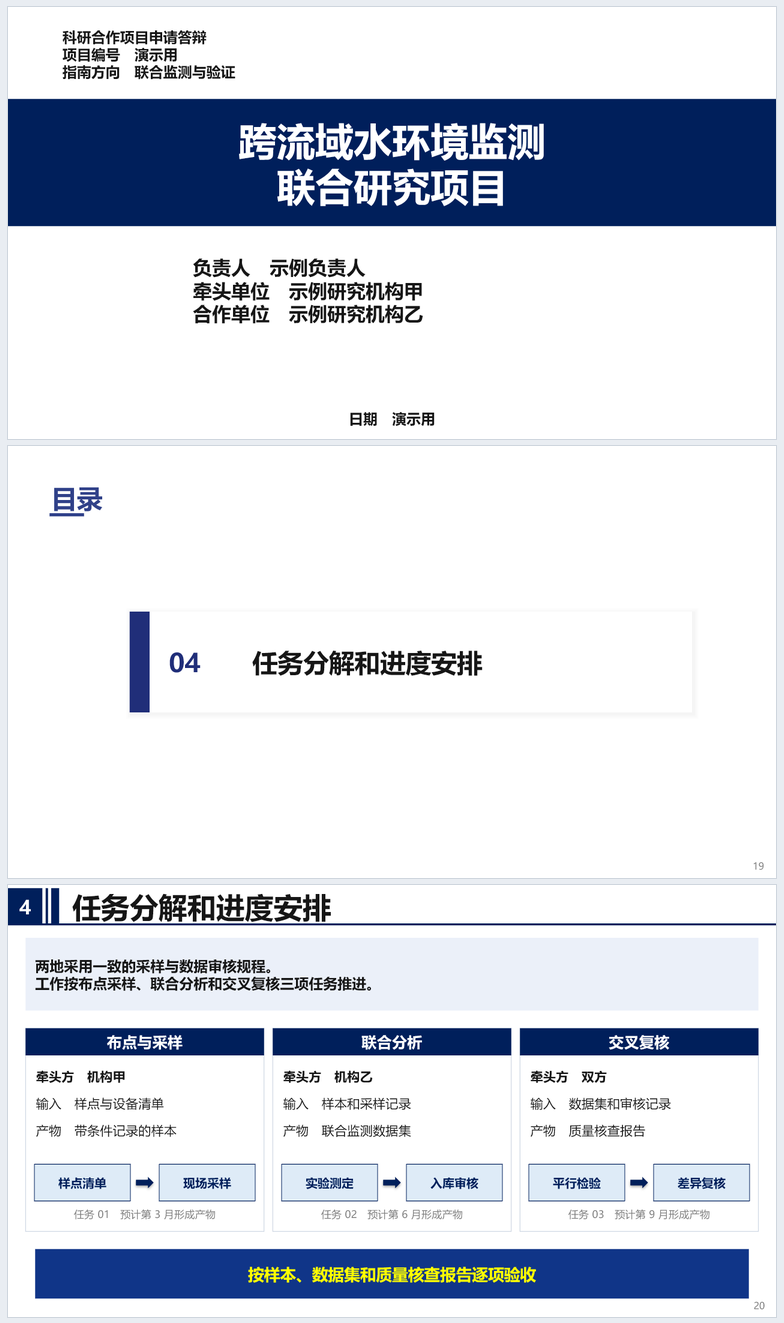 科研合作项目申请答辩
项目编号　演示用
指南方向　联合监测与验证
跨流域水环境监测
联合研究项目
负责人　示例负责人
牵头单位　示例研究机构甲
合作单位　示例研究机构乙
日期　演示用
目录
04　任务分解和进度安排
19
4　任务分解和进度安排
两地采用一致的采样与数据审核规程。
工作按布点采样、联合分析和交叉复核三项任务推进。
布点与采样
牵头方　机构甲
输入　样点与设备清单
产物　带条件记录的样本
样点清单
现场采样
任务 01　预计第 3 月形成产物
联合分析
牵头方　机构乙
输入　样本和采样记录
产物　联合监测数据集
实验测定
入库审核
任务 02　预计第 6 月形成产物
交叉复核
牵头方　双方
输入　数据集和审核记录
产物　质量核查报告
平行检验
差异复核
任务 03　预计第 9 月形成产物
按样本、数据集和质量核查报告逐项验收
20